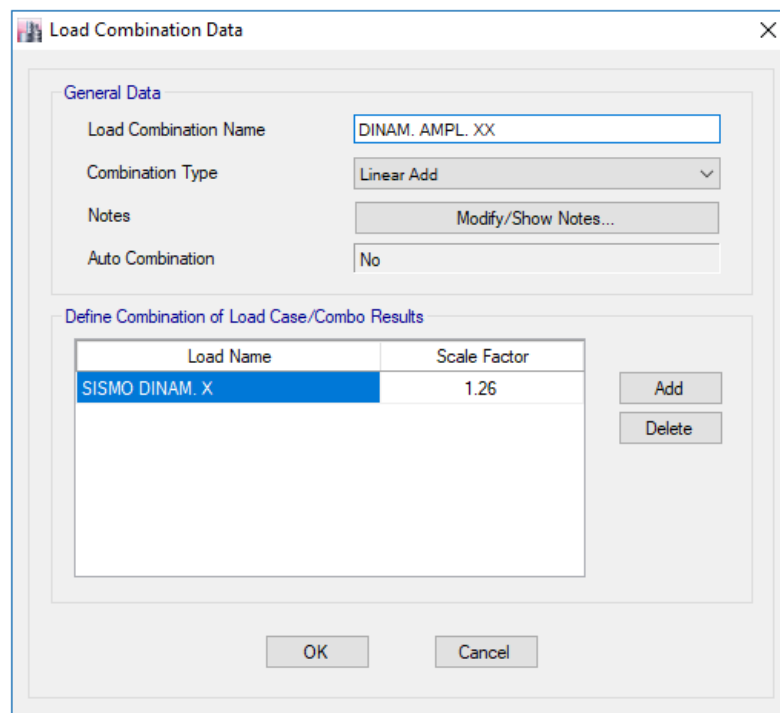 Load Combination Data
General Data
Load Combination Name DINAM. AMPL. XX
Combination Type Linear Add
Notes Modify/Show Notes...
Auto Combination No
Define Combination of Load Case/Combo Results
Load Name Scale Factor
SISMO DINAM. X 1.26
Add
Delete
OK Cancel